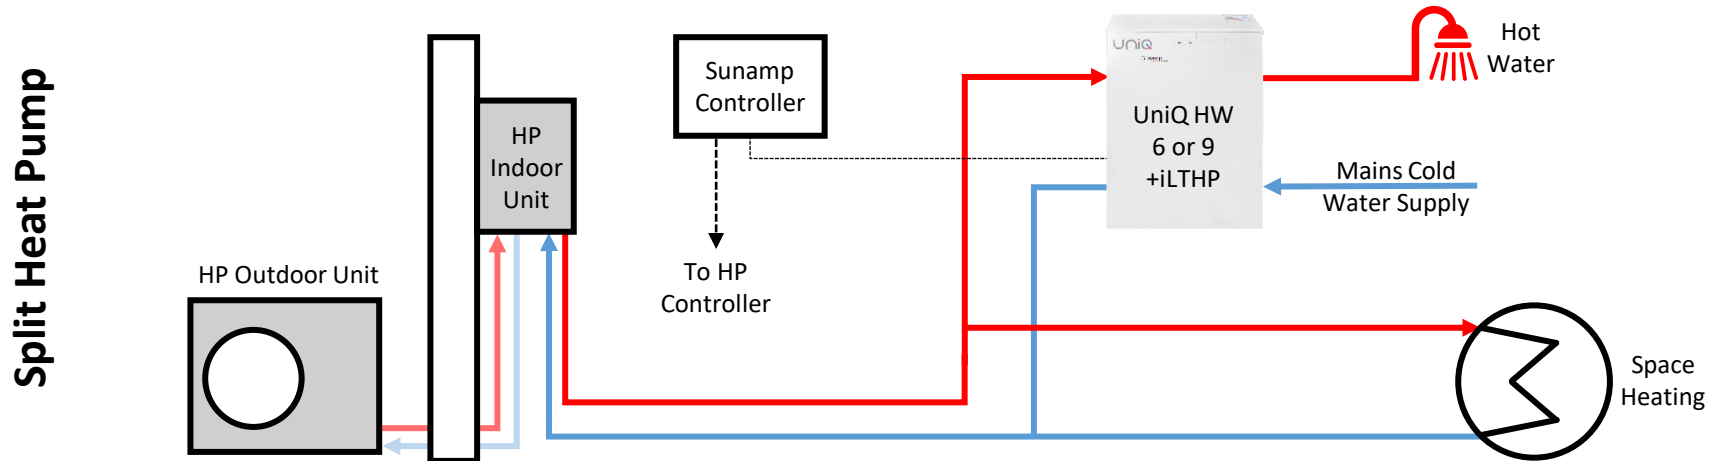 Split Heat Pump
HP Outdoor Unit
HP
Indoor
Unit
Sunamp
Controller
To HP
Controller
UniQ
UniQ HW
6 or 9
+iLTHP
Hot
Water
Mains Cold
Water Supply
Space
Heating